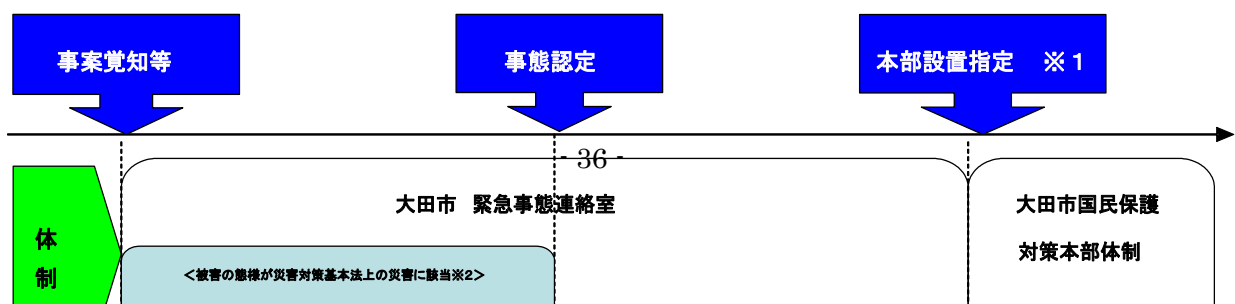 事案覚知等
事態認定
本部設置指定　※１
- 36 -
大田市　緊急事態連絡室
大田市国民保護
対策本部体制
体
制
＜被害の態様が災害対策基本法上の災害に該当※2＞